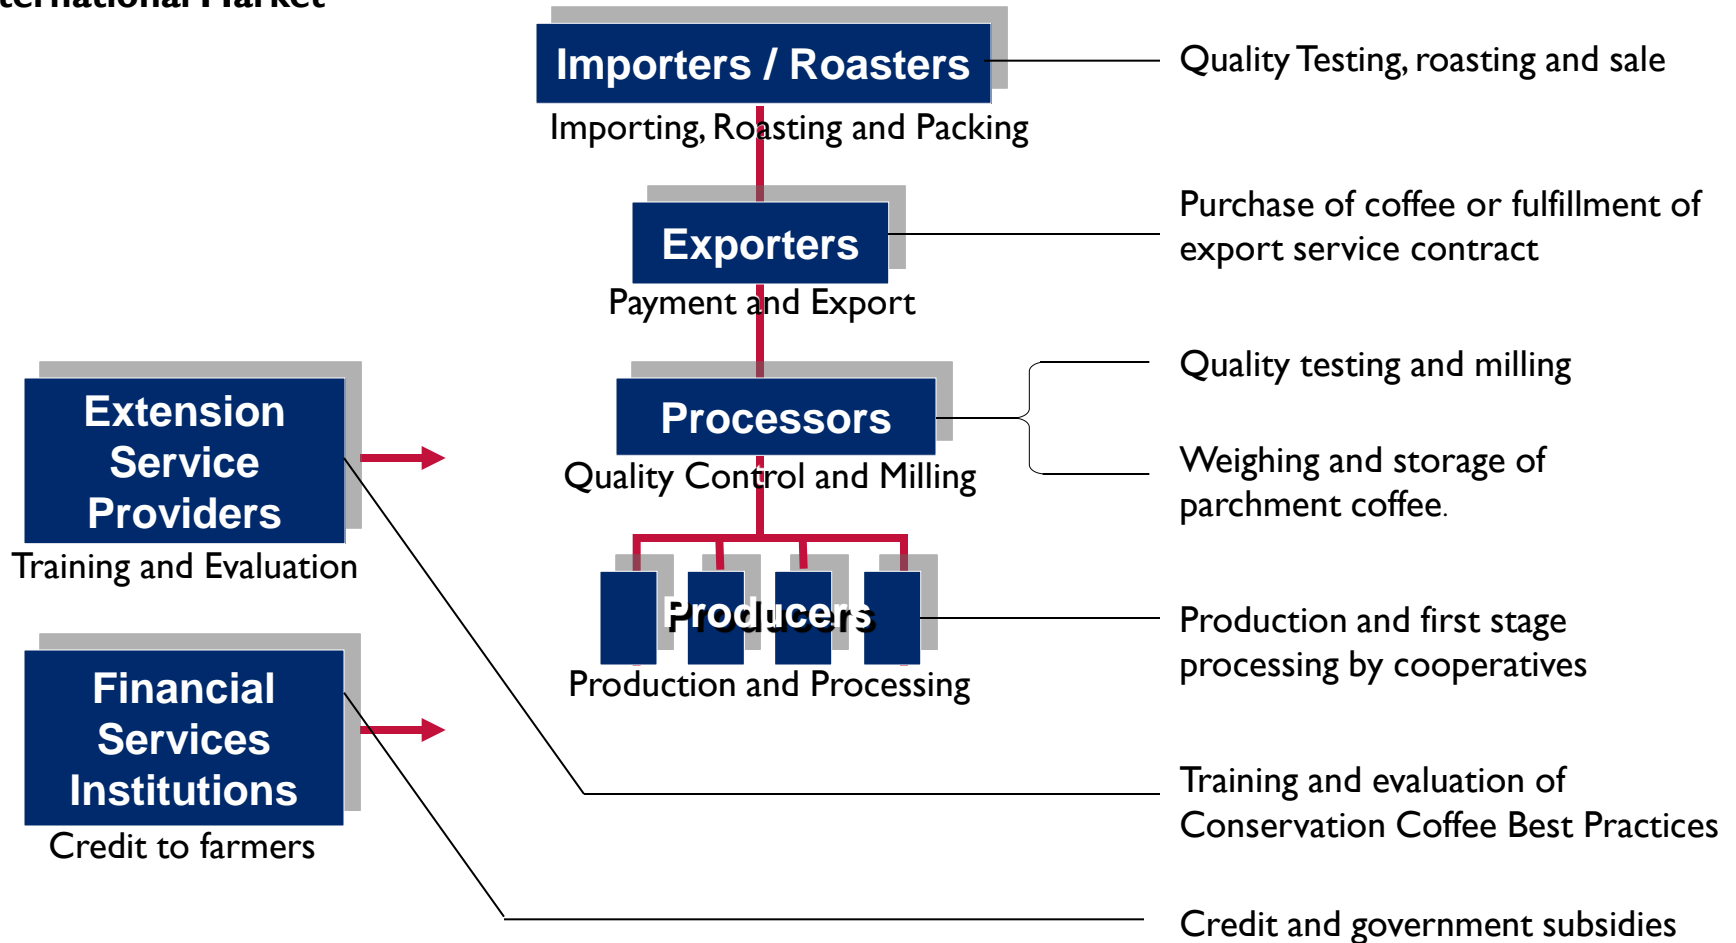 Importers / Roasters
Quality Testing, roasting and sale
Importing, Roasting and Packing
Exporters
Purchase of coffee or fulfillment of
export service contract
Payment and Export
Processors
Quality testing and milling
Quality Control and Milling
Weighing and storage of
parchment coffee.
Extension
Service
Providers
Training and Evaluation
Producers
Production and Processing
Production and first stage
processing by cooperatives
Financial
Services
Institutions
Credit to farmers
Training and evaluation of
Conservation Coffee Best Practices
Credit and government subsidies